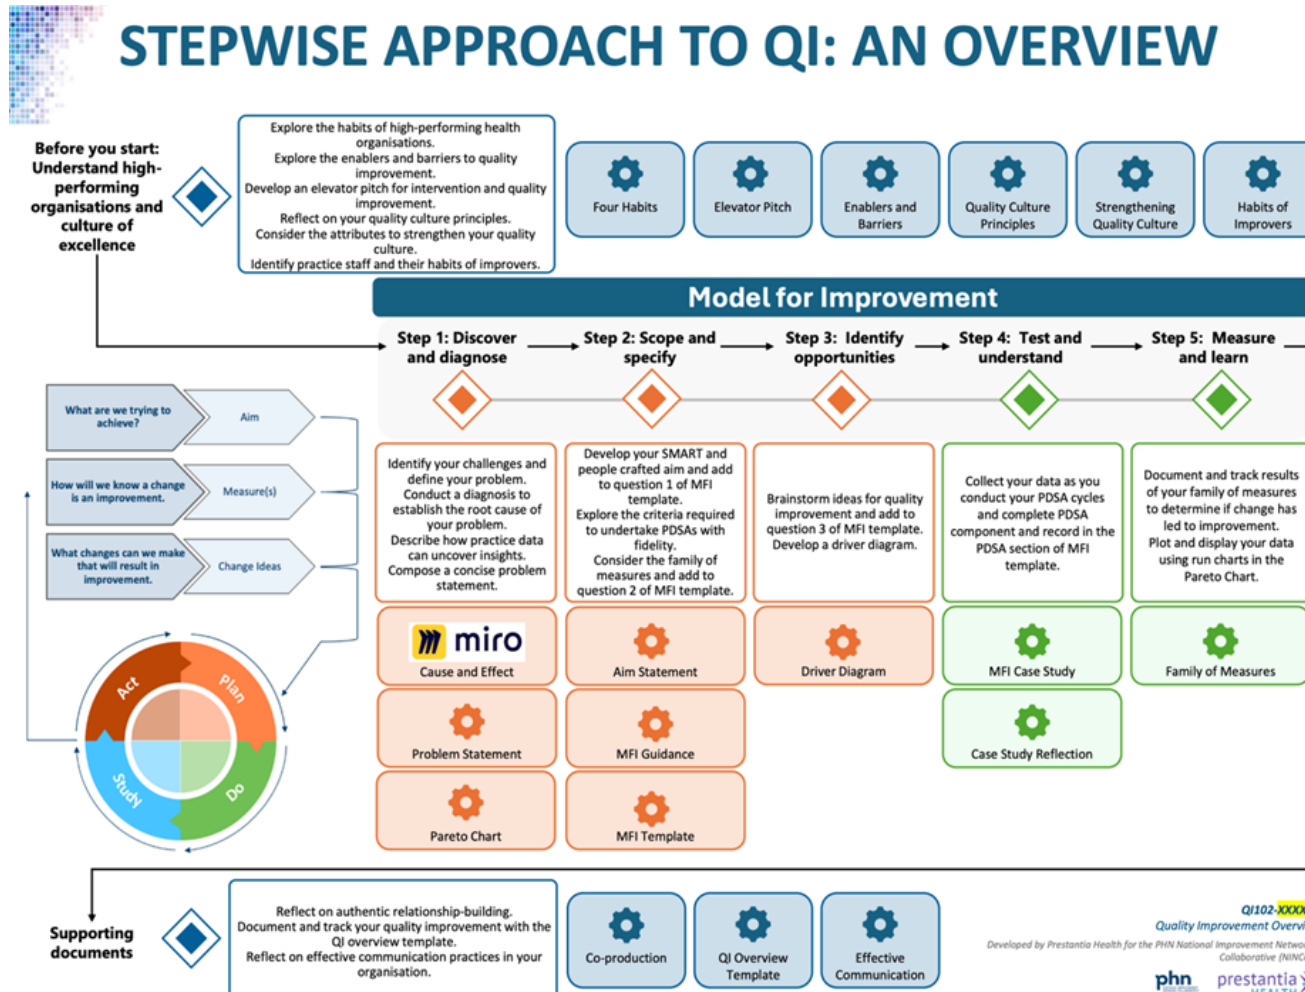 STEPWISE APPROACH TO QI: AN OVERVIEW
Before you start:
Understand high-
performing
organisations and
culture of
excellence
Explore the habits of high-performing health
organisations.
Explore the enablers and barriers to quality
improvement.
Develop an elevator pitch for intervention and quality
improvement.
Reflect on your quality culture principles.
Consider the attributes to strengthen your quality
culture.
Identify practice staff and their habits of improvers.
Four Habits
Elevator Pitch
Enablers and
Barriers
Quality Culture
Principles
Strengthening
Quality Culture
Habits of
Improvers
Model for Improvement
Step 1: Discover
and diagnose
Step 2: Scope and
specify
Step 3: Identify
opportunities
Step 4: Test and
understand
Step 5: Measure
and learn
What are we trying to
achieve?
Aim
How will we know a change
is an improvement.
Measure(s)
What changes can we make
that will result in
improvement.
Change Ideas
Act
Plan
Study
Do
Identify your challenges and
define your problem.
Conduct a diagnosis to
establish the root cause of
your problem.
Describe how practice data
can uncover insights.
Compose a concise problem
statement.
miro
Cause and Effect
Problem Statement
Pareto Chart
Develop your SMART and
people crafted aim and add
to question 1 of MFI
template.
Explore the criteria required
to undertake PDSAs with
fidelity.
Consider the family of
measures and add to
question 2 of MFI template.
Aim Statement
MFI Guidance
MFI Template
Brainstorm ideas for quality
improvement and add to
question 3 of MFI template.
Develop a driver diagram.
Driver Diagram
Collect your data as you
conduct your PDSA cycles
and complete PDSA
component and record in the
PDSA section of MFI
template.
MFI Case Study
Case Study Reflection
Document and track results
of your family of measures
to determine if change has
led to improvement.
Plot and display your data
using run charts in the
Pareto Chart.
Family of Measures
Supporting
documents
Reflect on authentic relationship-building.
Document and track your quality improvement with the
QI overview template.
Reflect on effective communication practices in your
organisation.
Co-production
QI Overview
Template
Effective
Communication
QI102-XXXX
Quality Improvement Overvi
Developed by Prestantia Health for the PHN National Improvement Networ
Collaborative (NINC
phn
prestantia
HEALTH